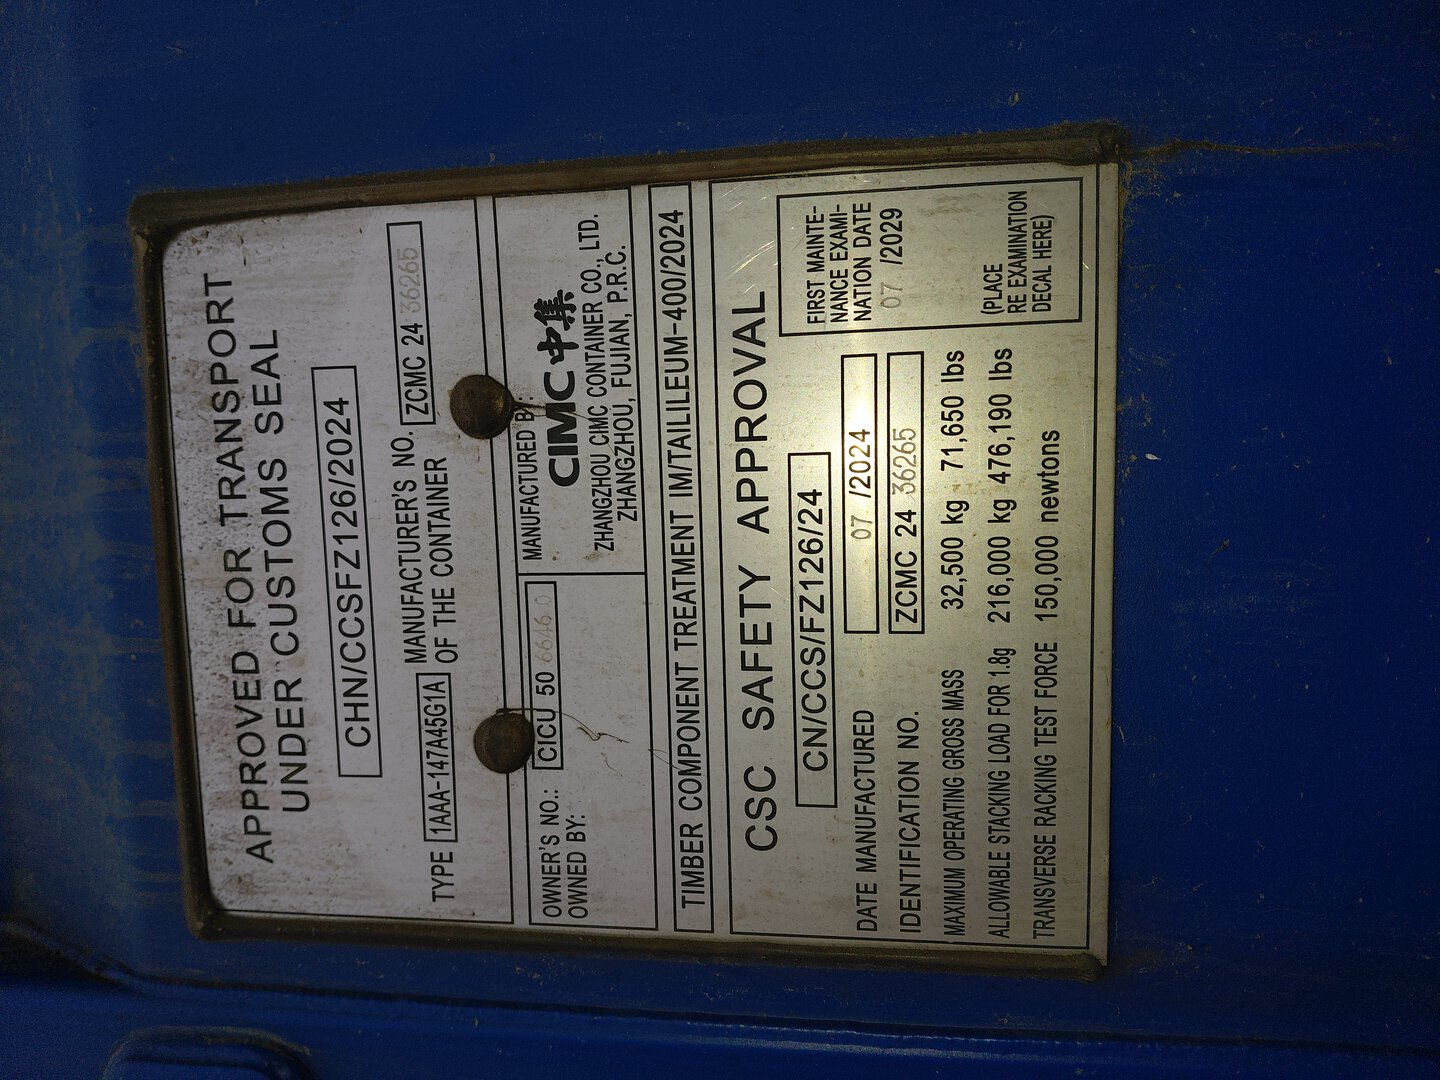 APPROVED FOR TRANSPORT
UNDER CUSTOMS SEAL
CHN/CCSFZ126/2024
TYPE 1AAA-147A45G1A MANUFACTURER'S NO. ZCMC 24 36265
OF THE CONTAINER
OWNER'S NO.: CICU 50 6646 0
OWNED BY:
MANUFACTURED BY:
CIMC 中集
ZHANGZHOU CIMC CONTAINER CO., LTD.
ZHANGZHOU, FUJIAN, P.R.C.
TIMBER COMPONENT TREATMENT IM/TAILILEUM-400/2024
CSC SAFETY APPROVAL
CN/CCS/FZ126/24
DATE MANUFACTURED 07 /2024
IDENTIFICATION NO. ZCMC 24 36265
MAXIMUM OPERATING GROSS MASS 32,500 kg 71,650 lbs
ALLOWABLE STACKING LOAD FOR 1.8g 216,000 kg 476,190 lbs
TRANSVERSE RACKING TEST FORCE 150,000 newtons
FIRST MAINTE-
NANCE EXAMI-
NATION DATE
07 /2029
(PLACE
RE EXAMINATION
DECAL HERE)